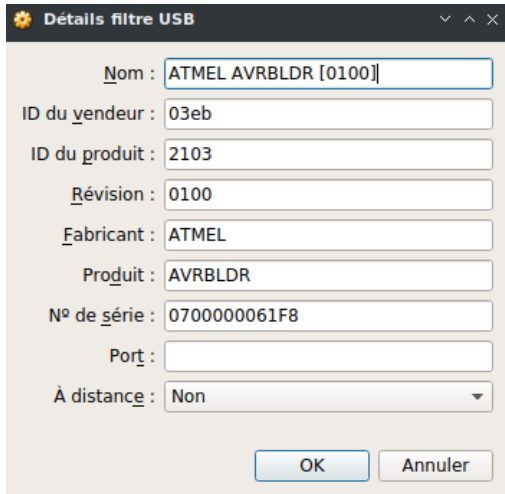 Détails filtre USB
Nom : ATMEL AVRBLDR [0100]
ID du vendeur : 03eb
ID du produit : 2103
Révision : 0100
Fabricant : ATMEL
Produit : AVRBLDR
Nº de série : 0700000061F8
Port :
À distance : Non
OK Annuler